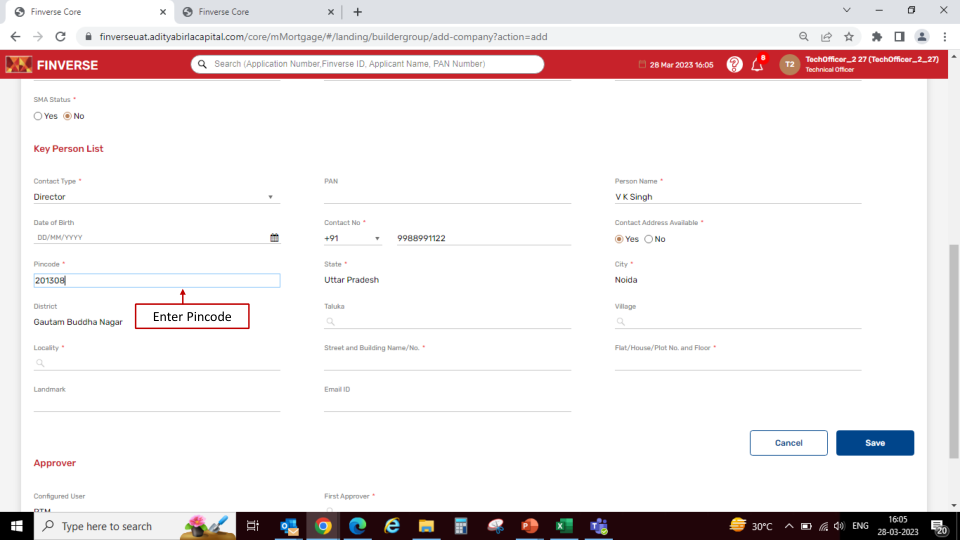 Finverse Core
Finverse Core
finverseuat.adityabirlacapital.com/core/mMortgage/#/landing/buildergroup/add-company?action=add
FINVERSE
Search (Application Number,Finverse ID, Applicant Name, PAN Number)
28 Mar 2023 16:05
8
T2
TechOfficer_2 27 (TechOfficer_2_27)
Technical Officer
SMA Status *
Yes No
Key Person List
Contact Type * PAN Person Name *
Director V K Singh
Date of Birth Contact No * Contact Address Available *
DD/MM/YYYY +91 9988991122 Yes No
Pincode * State * City *
201308 Uttar Pradesh Noida
District Taluka Village
Gautam Buddha Nagar
Enter Pincode
Locality * Street and Building Name/No. * Flat/House/Plot No. and Floor *
Landmark Email ID
Cancel Save
Approver
Configured User First Approver *
Type here to search
30°C ENG 16:05
28-03-2023
20